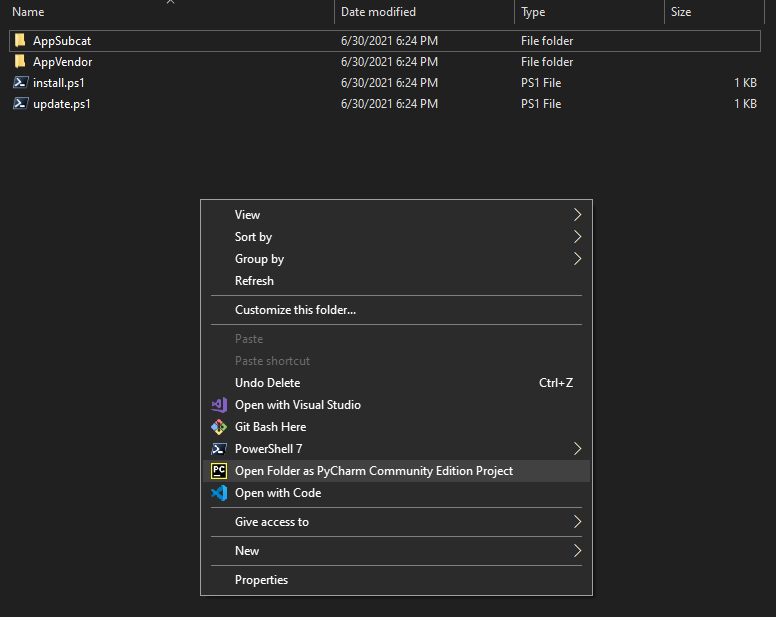 Name Date modified Type Size
AppSubcat 6/30/2021 6:24 PM File folder
AppVendor 6/30/2021 6:24 PM File folder
install.ps1 6/30/2021 6:24 PM PS1 File 1 KB
update.ps1 6/30/2021 6:24 PM PS1 File 1 KB
View
Sort by
Group by
Refresh
Customize this folder...
Paste
Paste shortcut
Undo Delete Ctrl+Z
Open with Visual Studio
Git Bash Here
PowerShell 7
PC Open Folder as PyCharm Community Edition Project
Open with Code
Give access to
New
Properties